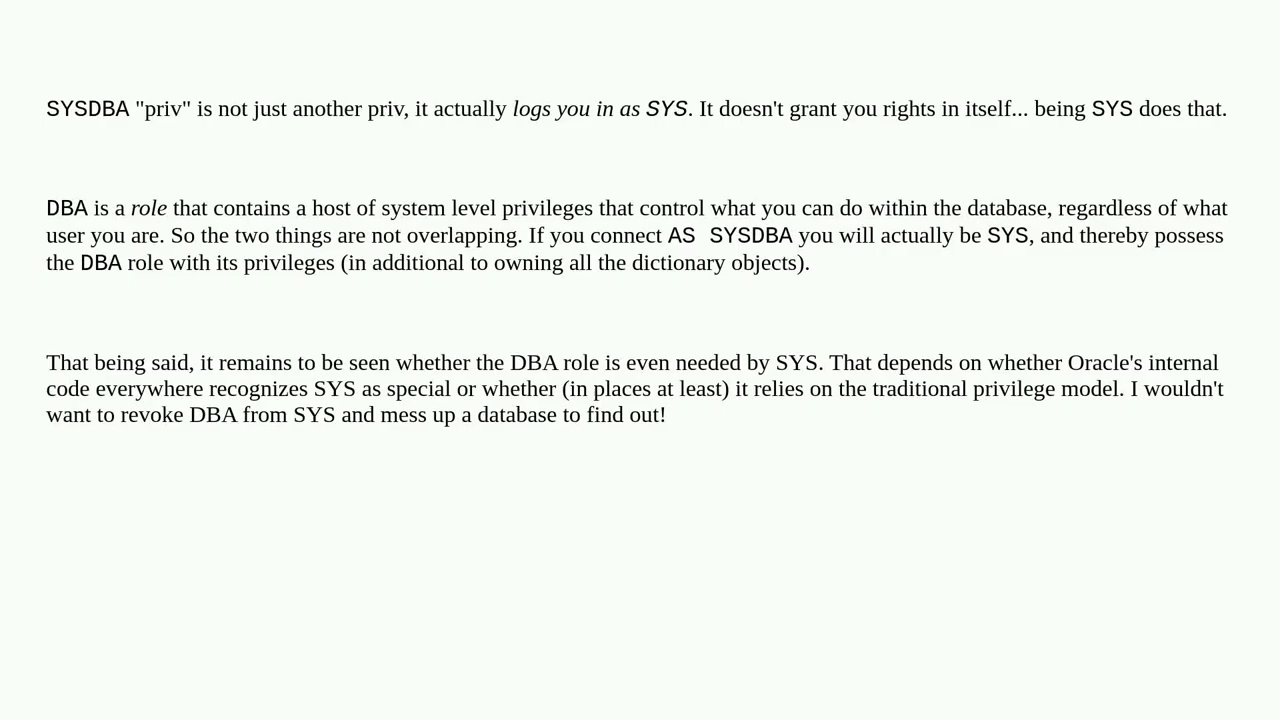 SYSDBA "priv" is not just another priv, it actually logs you in as SYS. It doesn't grant you rights in itself... being SYS does that.
DBA is a role that contains a host of system level privileges that control what you can do within the database, regardless of what
user you are. So the two things are not overlapping. If you connect AS SYSDBA you will actually be SYS, and thereby possess
the DBA role with its privileges (in additional to owning all the dictionary objects).
That being said, it remains to be seen whether the DBA role is even needed by SYS. That depends on whether Oracle's internal
code everywhere recognizes SYS as special or whether (in places at least) it relies on the traditional privilege model. I wouldn't
want to revoke DBA from SYS and mess up a database to find out!